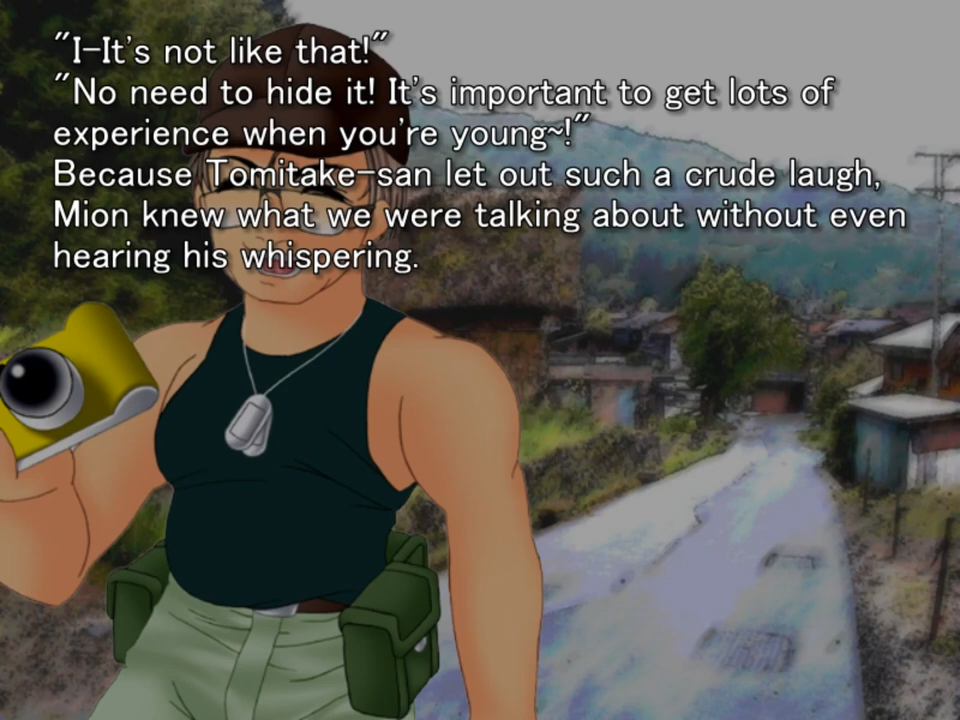 "I-It's not like that!"
"No need to hide it! It's important to get lots of
experience when you're young~!"
Because Tomitake-san let out such a crude laugh,
Mion knew what we were talking about without even
hearing his whispering.